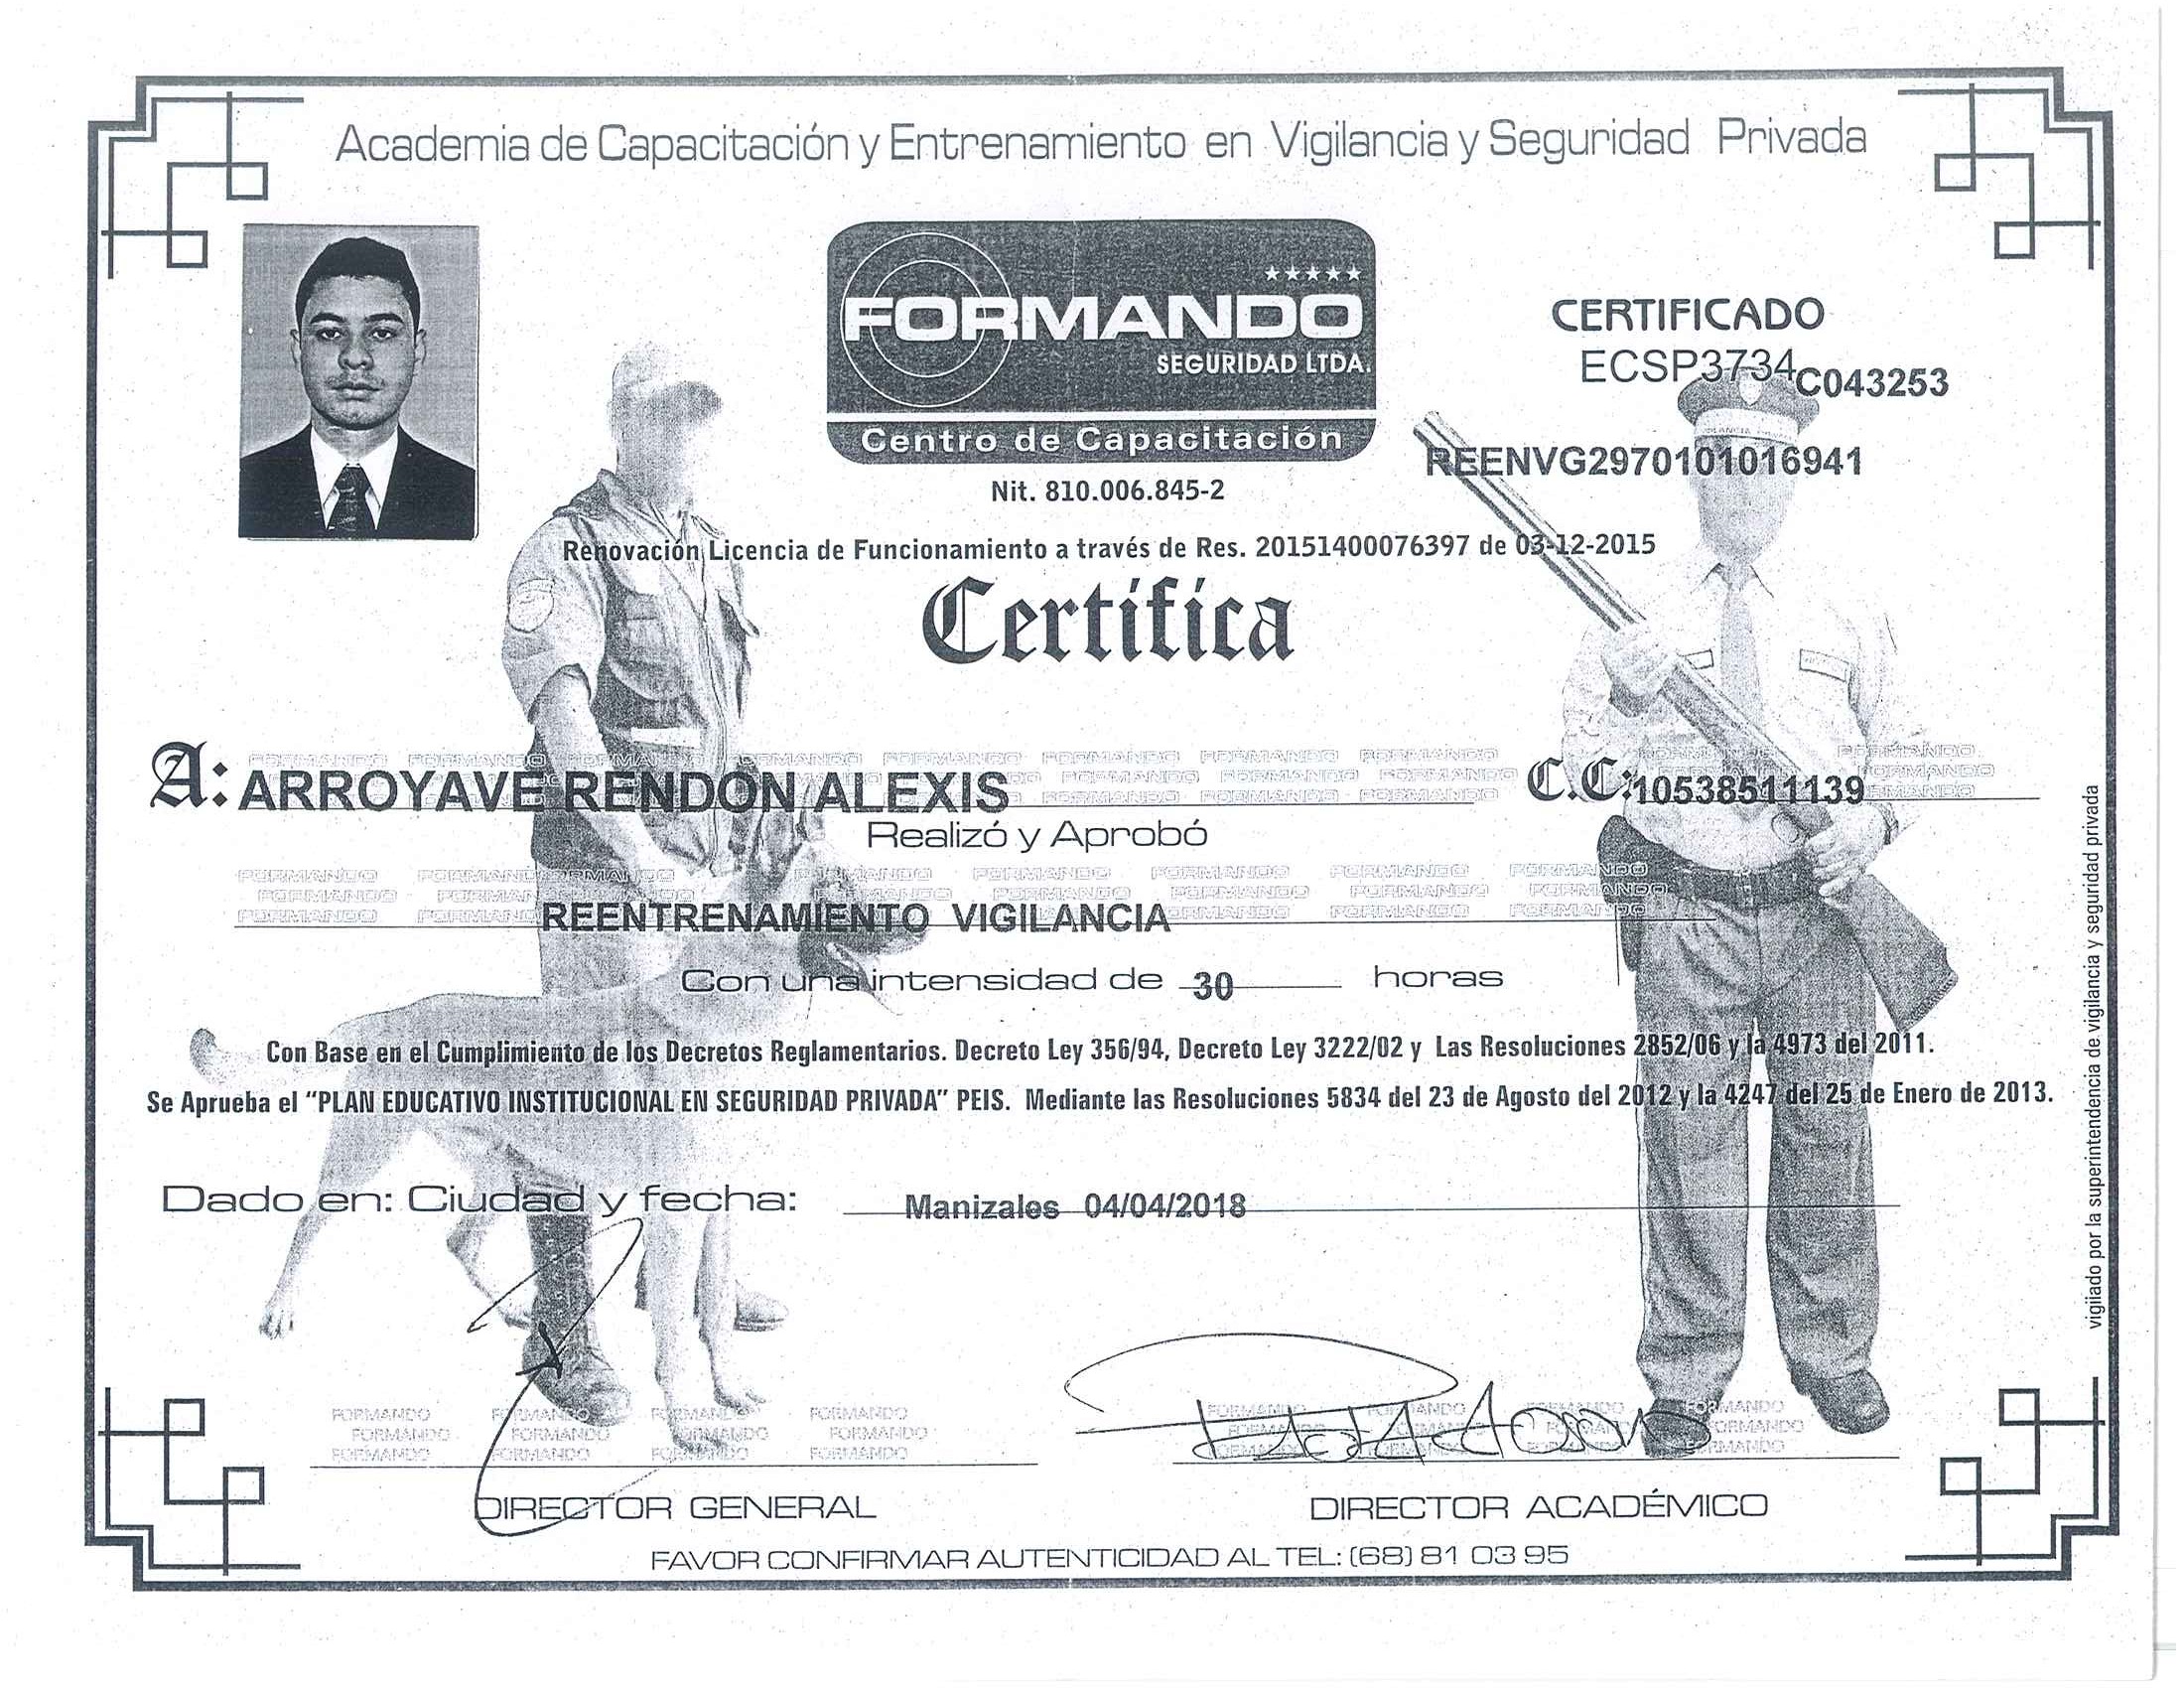 Academia de Capacitación y Entrenamiento en Vigilancia y Seguridad Privada
FORMANDO
SEGURIDAD LTDA.
Centro de Capacitación
Nit. 810.006.845-2
CERTIFICADO
ECSP3734
C043253
REENVG2970101016941
Renovación Licencia de Funcionamiento a través de Res. 20151400076397 de 03-12-2015
Certifica
A: ARROYAVE RENDON ALEXIS C.C: 10538511139
Realizó y Aprobó
REENTRENAMIENTO VIGILANCIA
Con una intensidad de 30 horas
Con Base en el Cumplimiento de los Decretos Reglamentarios. Decreto Ley 356/94, Decreto Ley 3222/02 y Las Resoluciones 2852/06 y la 4973 del 2011.
Se Aprueba el "PLAN EDUCATIVO INSTITUCIONAL EN SEGURIDAD PRIVADA" PEIS. Mediante las Resoluciones 5834 del 23 de Agosto del 2012 y la 4247 del 25 de Enero de 2013.
Dado en: Ciudad y fecha: Manizales 04/04/2018
DIRECTOR GENERAL
DIRECTOR ACADÉMICO
FAVOR CONFIRMAR AUTENTICIDAD AL TEL: (68) 81 03 95
vigilado por la superintendencia de vigilancia y seguridad privada